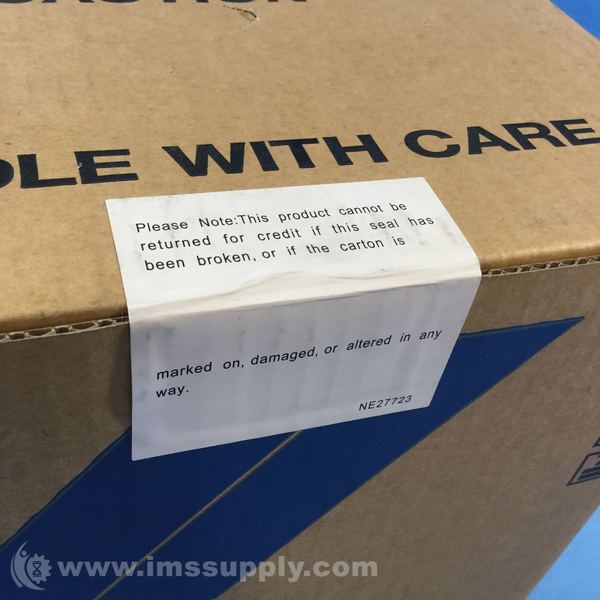 CAUTION
DLE WITH CARE
Please Note:This product cannot be
returned for credit if this seal has
been broken, or if the carton is
marked on, damaged, or altered in any
way.
NE27723
www.imssupply.com